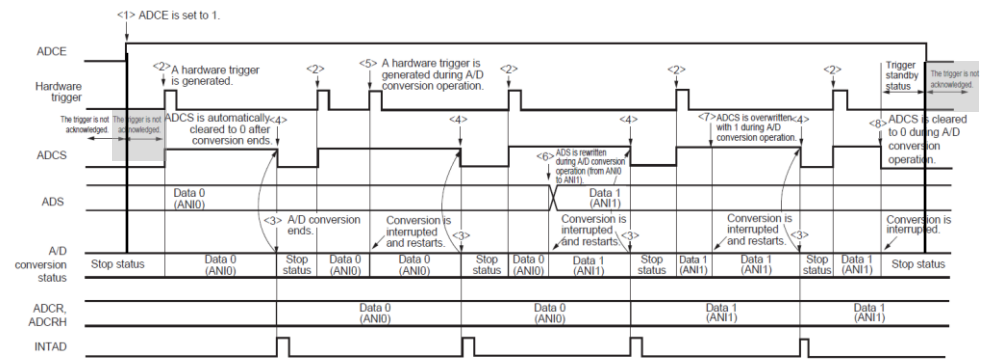 <1> ADCE is set to 1.
ADCE
<2> A hardware trigger
is generated.
<2>
<5> A hardware trigger is
generated during A/D
conversion operation.
<2>
<2>
<2>
Trigger
standby
status
The trigger is not
acknowledged.
Hardware
trigger
The trigger is not
acknowledged.
The trigger is not
acknowledged.
ADCS is automatically
cleared to 0 after
conversion ends.
<4>
<4>
<4>
<7> ADCS is overwritten
with 1 during A/D
conversion operation.
<4>
<8> ADCS is cleared
to 0 during A/D
conversion
operation.
ADCS
<6> ADS is rewritten
during A/D conversion
operation (from ANI0
to ANI1)
ADS
Data 0
(ANI0)
Data 1
(ANI1)
<3> A/D conversion
ends.
Conversion is
interrupted
and restarts.
<3>
Conversion is
interrupted
and restarts.
<3>
Conversion is
interrupted
and restarts.
<3>
Conversion is
interrupted.
A/D
conversion
status
Stop status
Data 0
(ANI0)
Stop
status
Data 0
(ANI0)
Data 0
(ANI0)
Stop
status
Data 0
(ANI0)
Data 1
(ANI1)
Stop
status
Data 1
(ANI1)
Data 1
(ANI1)
Stop
status
Data 1
(ANI1)
Stop status
ADCR,
ADCRH
Data 0
(ANI0)
Data 0
(ANI0)
Data 1
(ANI1)
Data 1
(ANI1)
INTAD